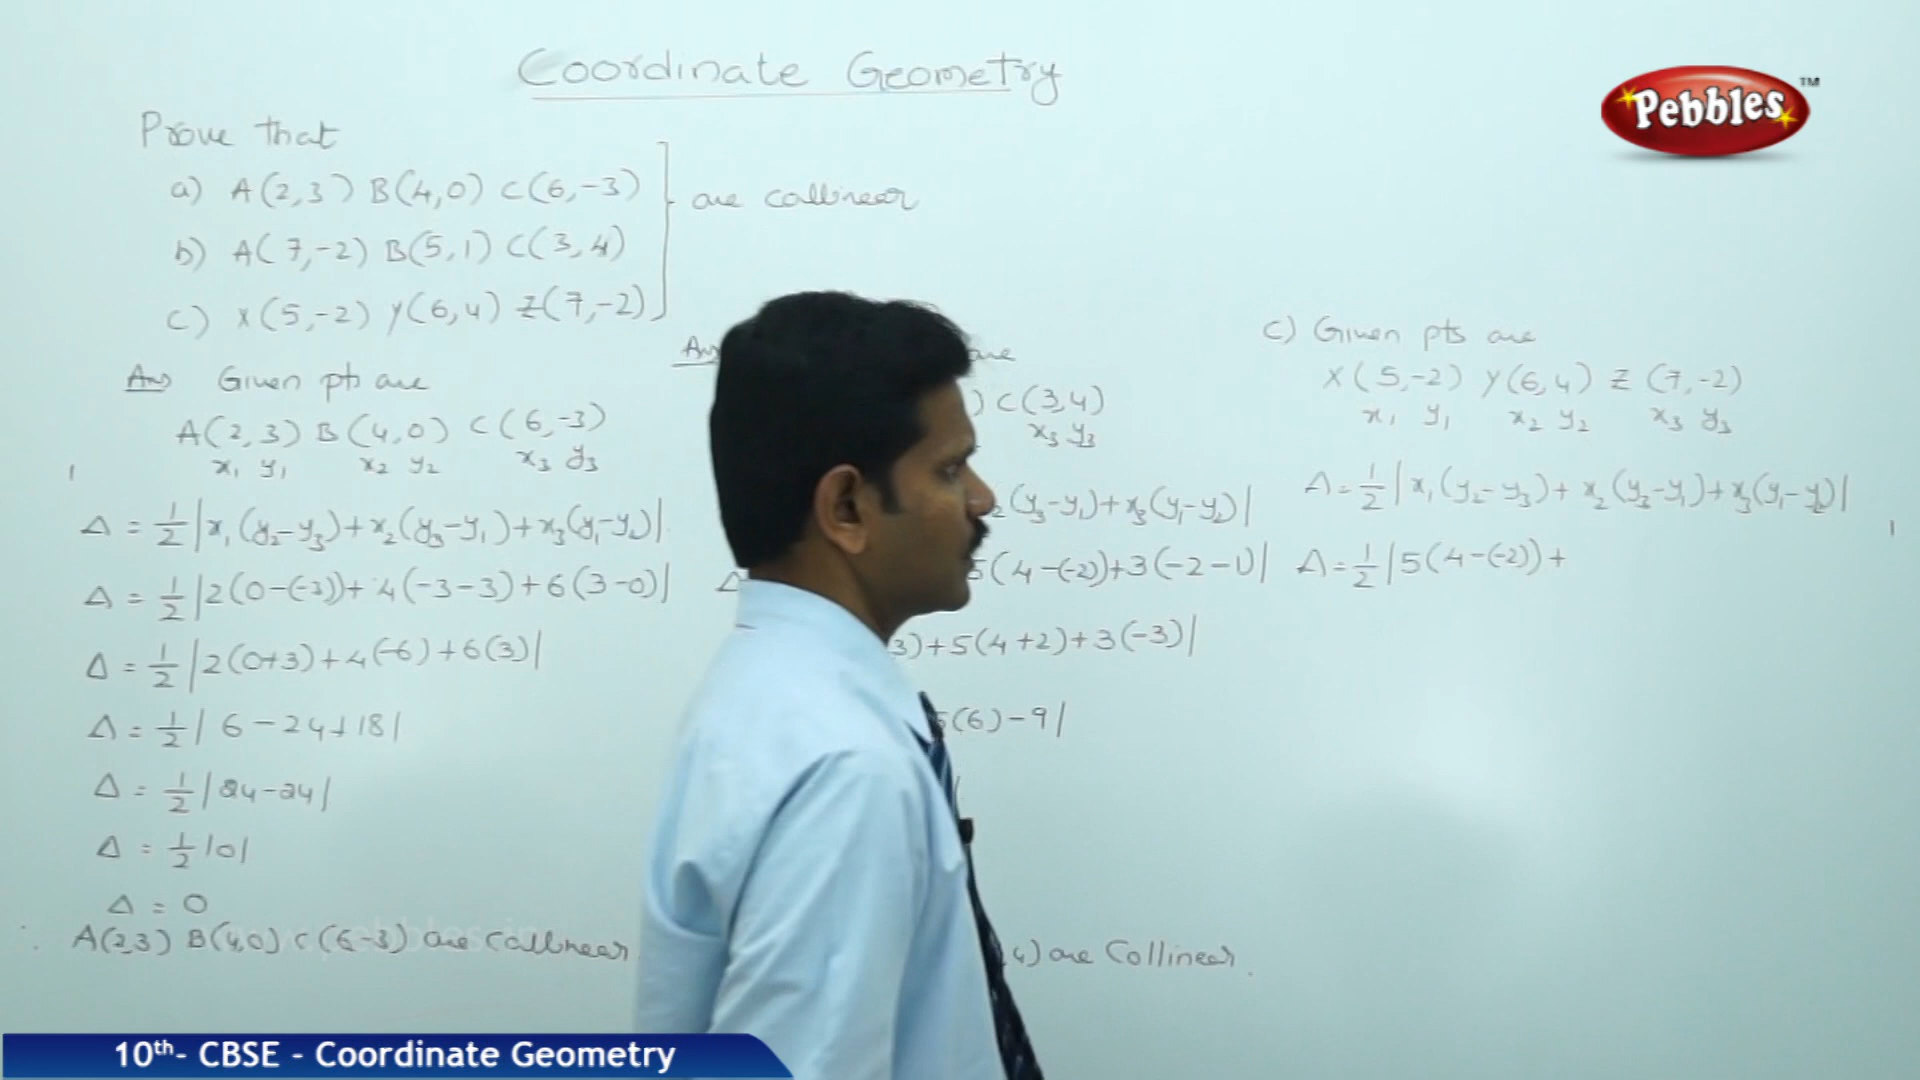 Coordinate Geometry
Pebbles™
Prove that
a) A(2,3) B(4,0) C(6,-3)
b) A(7,-2) B(5,1) C(3,4)
c) X(5,-2) Y(6,4) Z(7,-2)
are collinear
Ans Given pts are
A(2,3) B(4,0) C(6,-3)
x₁ y₁ x₂ y₂ x₃ y₃
Δ = 1/2 |x₁(y₂-y₃)+x₂(y₃-y₁)+x₃(y₁-y₂)|
Δ = 1/2 |2(0-(-3))+4(-3-3)+6(3-0)|
Δ = 1/2 |2(0+3)+4(-6)+6(3)|
Δ = 1/2 |6-24+18|
Δ = 1/2 |24-24|
Δ = 1/2 |0|
Δ = 0
∴ A(2,3) B(4,0) C(6-3) are collinear
Ans are
) C(3,4)
x₃ y₃
₂(y₃-y₁)+x₃(y₁-y₂)|
Δ 5(4-(-2))+3(-2-1)|
3)+5(4+2)+3(-3)|
5(6)-9|
|
4) are Collinear.
c) Given pts are
X(5,-2) Y(6,4) Z(7,-2)
x₁ y₁ x₂ y₂ x₃ y₃
Δ = 1/2 |x₁(y₂-y₃)+x₂(y₃-y₁)+x₃(y₁-y₂)|
Δ = 1/2 |5(4-(-2))+
10th- CBSE - Coordinate Geometry